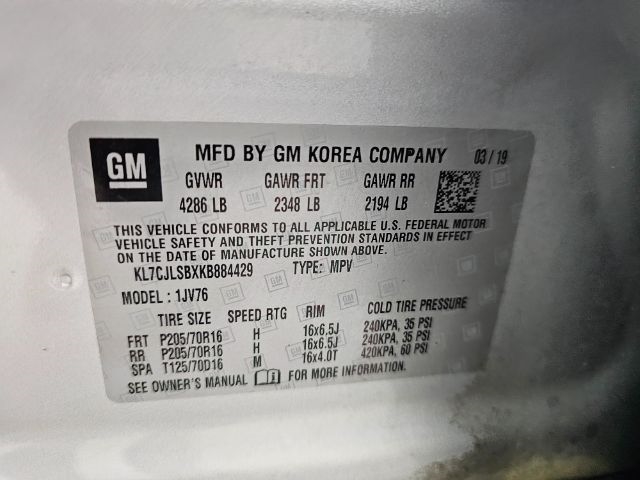 GM MFD BY GM KOREA COMPANY 03/19
GVWR GAWR FRT GAWR RR
4286 LB 2348 LB 2194 LB
THIS VEHICLE CONFORMS TO ALL APPLICABLE U.S. FEDERAL MOTOR
VEHICLE SAFETY AND THEFT PREVENTION STANDARDS IN EFFECT
ON THE DATE OF MANUFACTURE SHOWN ABOVE.
KL7CJLSBXKB884429 TYPE: MPV
MODEL : 1JV76
TIRE SIZE SPEED RTG RIM COLD TIRE PRESSURE
FRT P205/70R16 H 16x6.5J 240KPA, 35 PSI
RR P205/70R16 H 16x6.5J 240KPA, 35 PSI
SPA T125/70D16 M 16x4.0T 420KPA, 60 PSI
SEE OWNER'S MANUAL FOR MORE INFORMATION.